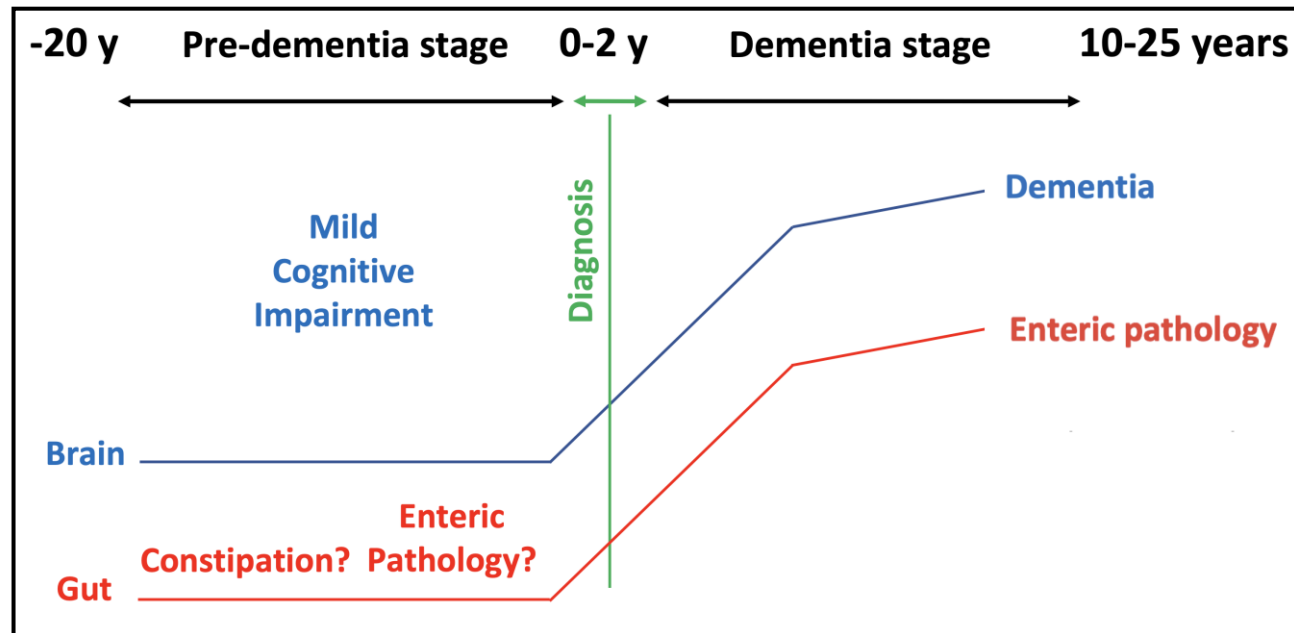 -20 y Pre-dementia stage 0-2 y Dementia stage 10-25 years
Diagnosis
Dementia
Mild
Cognitive
Impairment
Enteric pathology
Brain
Enteric
Constipation? Pathology?
Gut